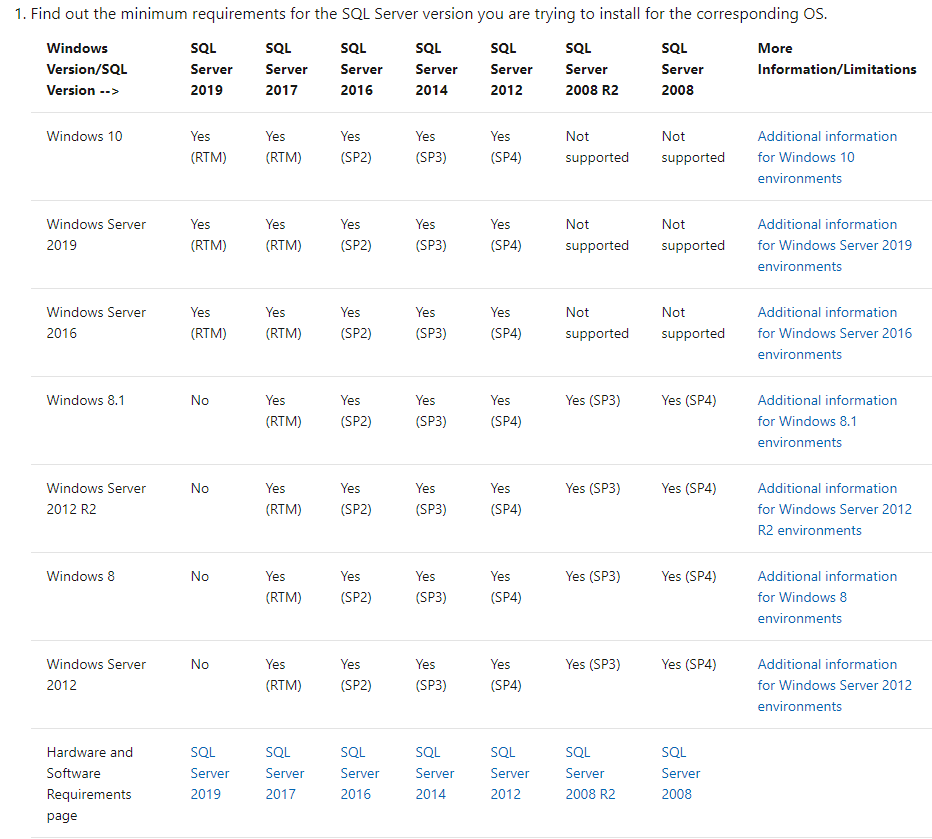 1. Find out the minimum requirements for the SQL Server version you are trying to install for the corresponding OS.
Windows Version/SQL Version --> SQL Server 2019 SQL Server 2017 SQL Server 2016 SQL Server 2014 SQL Server 2012 SQL Server 2008 R2 SQL Server 2008 More Information/Limitations
Windows 10 Yes (RTM) Yes (RTM) Yes (SP2) Yes (SP3) Yes (SP4) Not supported Not supported Additional information for Windows 10 environments
Windows Server 2019 Yes (RTM) Yes (RTM) Yes (SP2) Yes (SP3) Yes (SP4) Not supported Not supported Additional information for Windows Server 2019 environments
Windows Server 2016 Yes (RTM) Yes (RTM) Yes (SP2) Yes (SP3) Yes (SP4) Not supported Not supported Additional information for Windows Server 2016 environments
Windows 8.1 No Yes (RTM) Yes (SP2) Yes (SP3) Yes (SP4) Yes (SP3) Yes (SP4) Additional information for Windows 8.1 environments
Windows Server 2012 R2 No Yes (RTM) Yes (SP2) Yes (SP3) Yes (SP4) Yes (SP3) Yes (SP4) Additional information for Windows Server 2012 R2 environments
Windows 8 No Yes (RTM) Yes (SP2) Yes (SP3) Yes (SP4) Yes (SP3) Yes (SP4) Additional information for Windows 8 environments
Windows Server 2012 No Yes (RTM) Yes (SP2) Yes (SP3) Yes (SP4) Yes (SP3) Yes (SP4) Additional information for Windows Server 2012 environments
Hardware and Software Requirements page SQL Server 2019 SQL Server 2017 SQL Server 2016 SQL Server 2014 SQL Server 2012 SQL Server 2008 R2 SQL Server 2008